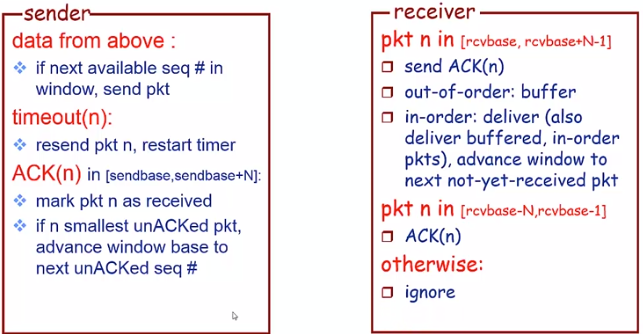 sender
data from above :
if next available seq # in
window, send pkt
timeout(n):
resend pkt n, restart timer
ACK(n) in [sendbase,sendbase+N]:
mark pkt n as received
if n smallest unACKed pkt,
advance window base to
next unACKed seq #
receiver
pkt n in [rcvbase, rcvbase+N-1]
send ACK(n)
out-of-order: buffer
in-order: deliver (also
deliver buffered, in-order
pkts), advance window to
next not-yet-received pkt
pkt n in [rcvbase-N,rcvbase-1]
ACK(n)
otherwise:
ignore